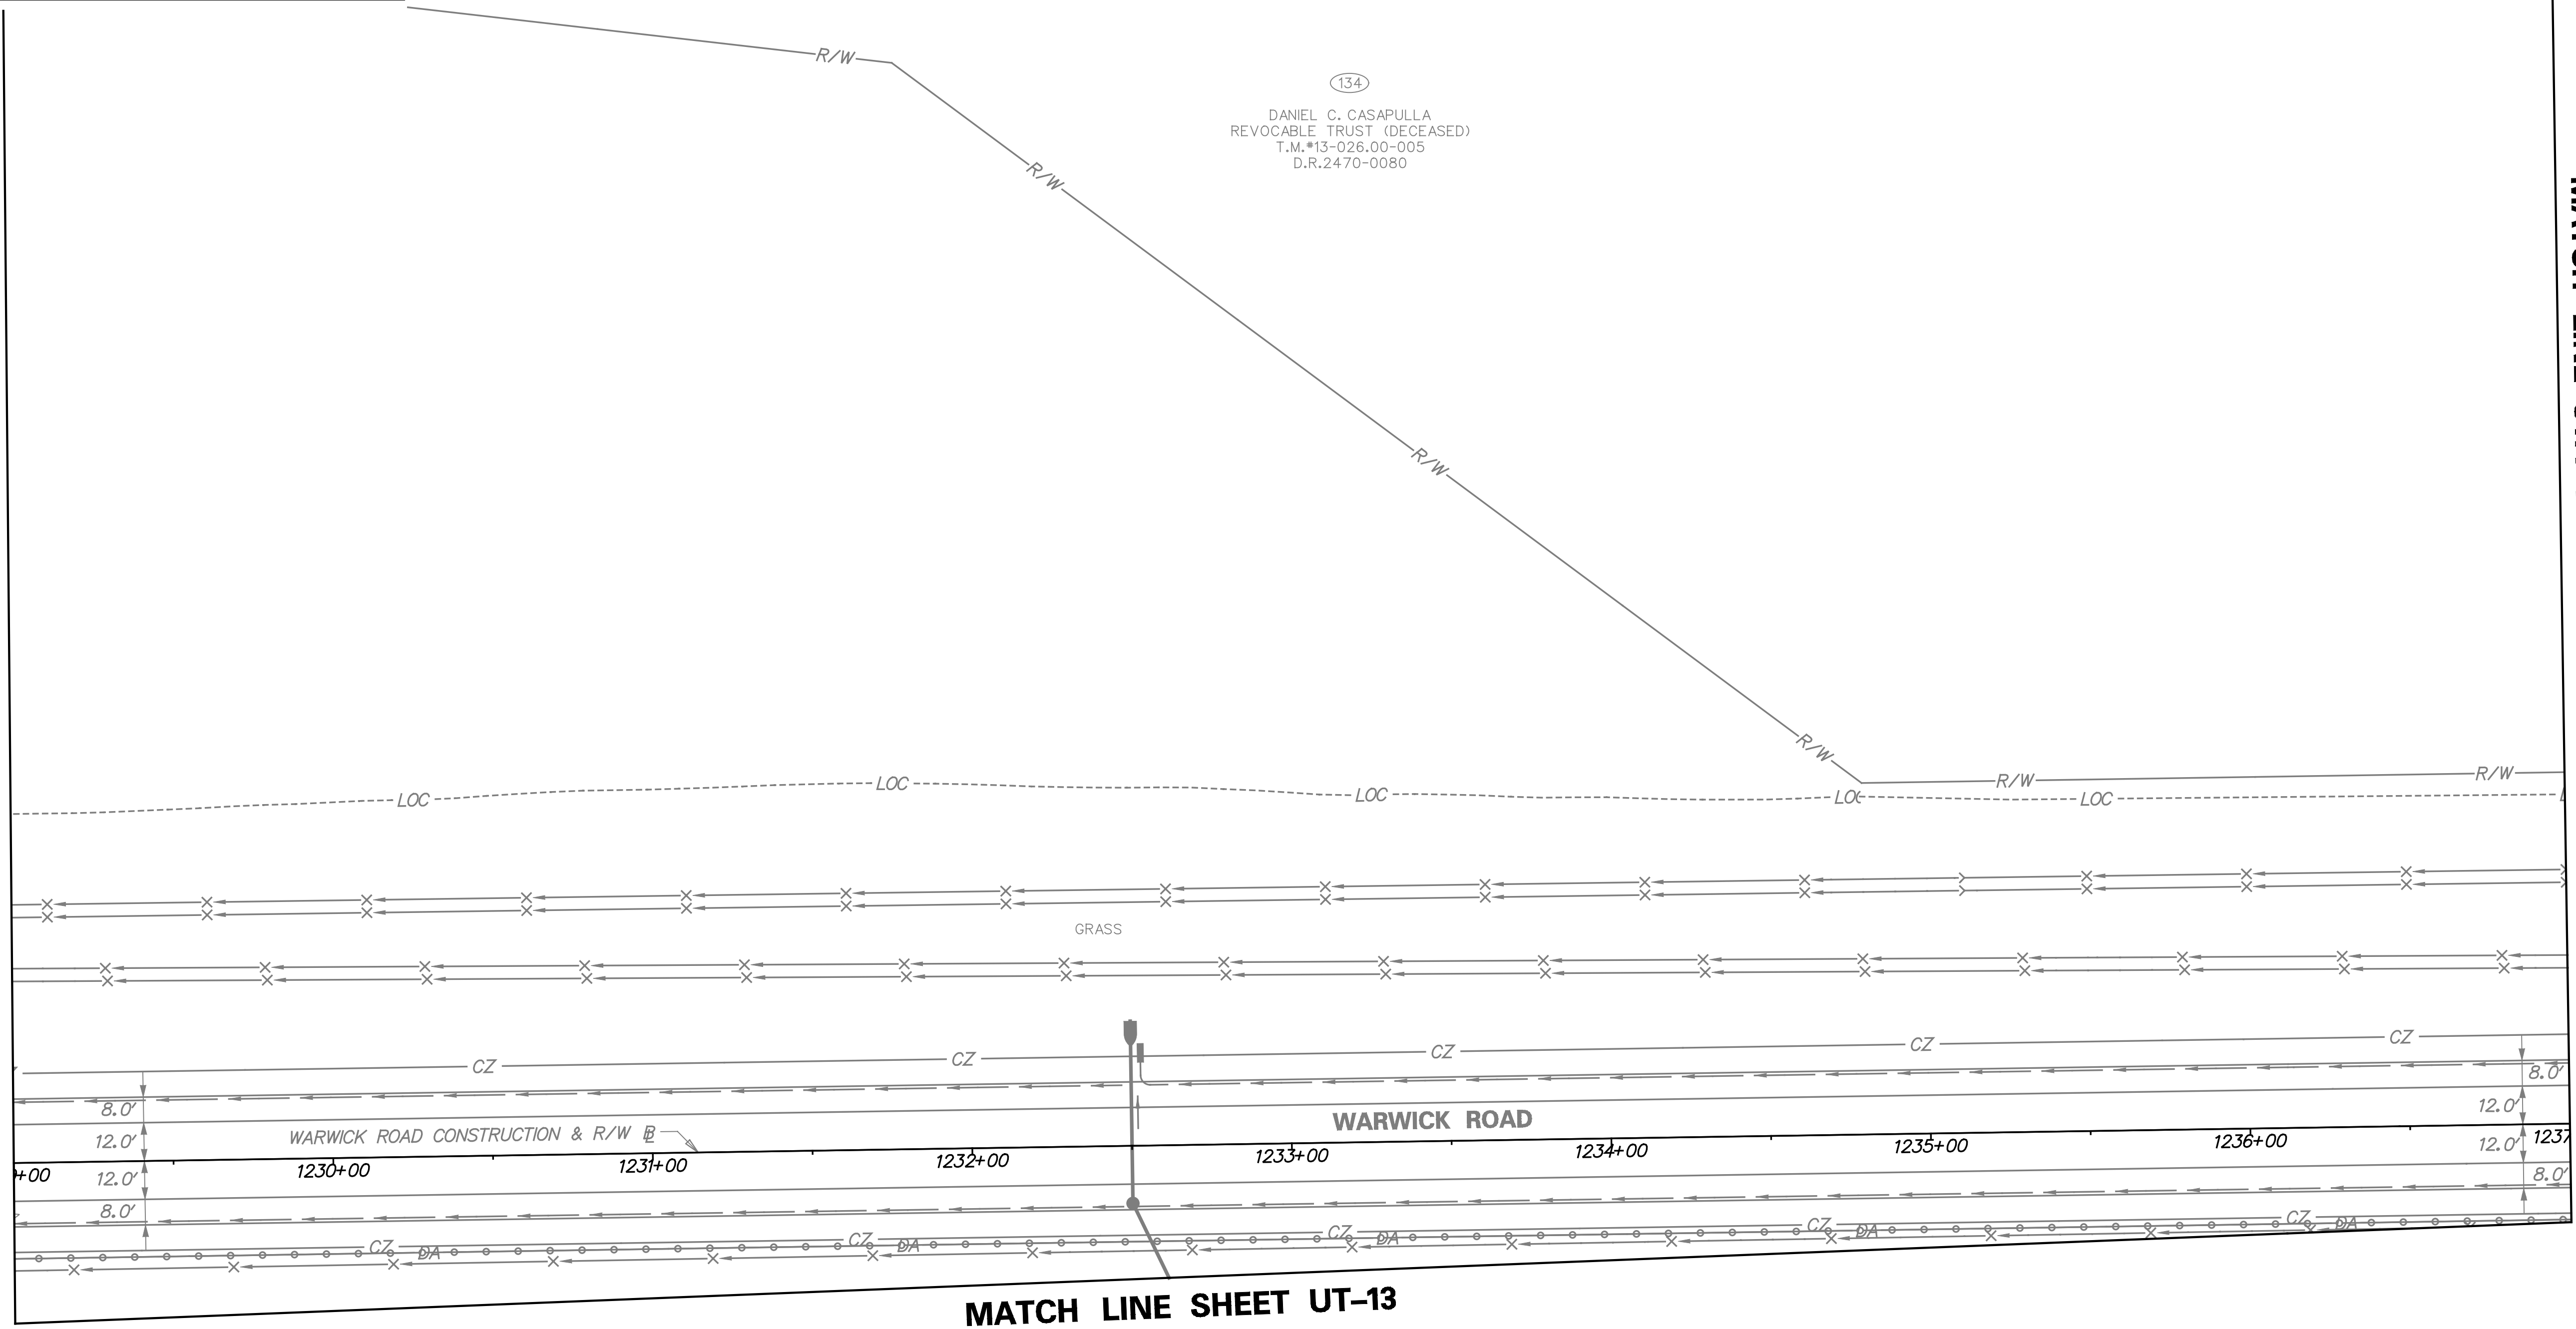 R/W
134
DANIEL C. CASAPULLA
REVOCABLE TRUST (DECEASED)
T.M.#13-026.00-005
D.R.2470-0080
R/W
R/W
R/W
R/W
R/W
LOC
LOC
LOC
LOC
LOC
GRASS
CZ
CZ
CZ
CZ
CZ
8.0'
8.0'
12.0'
WARWICK ROAD CONSTRUCTION & R/W
WARWICK ROAD
12.0'
12.0'
12.0'
+00
1230+00
1231+00
1232+00
1233+00
1234+00
1235+00
1236+00
1237
8.0'
8.0'
CZ
DA
CZ
DA
CZ
DA
CZ
DA
CZ
DA
MATCH LINE SHEET UT-13